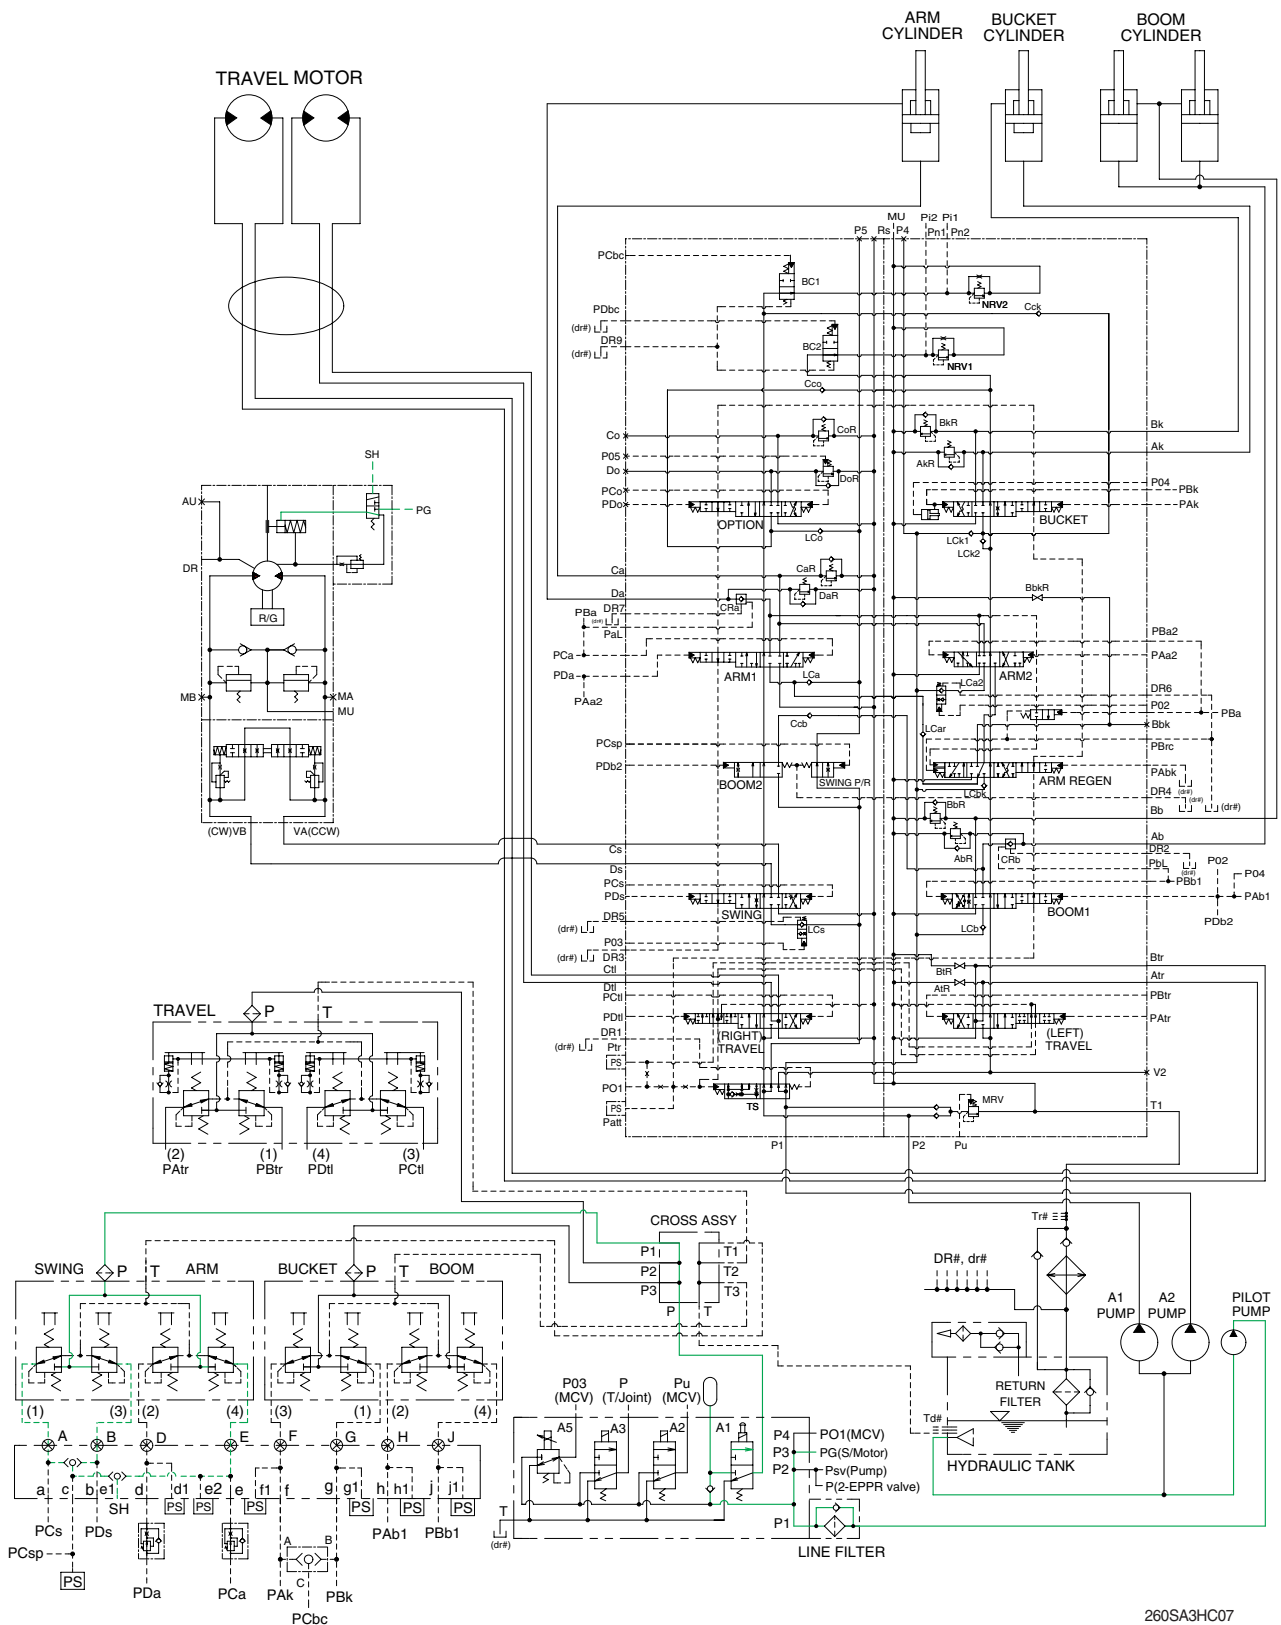 ARM
CYLINDER
BUCKET
CYLINDER
BOOM
CYLINDER
TRAVEL MOTOR
MU
Pi2 Pi1
P5 Rs P4 Pn1 Pn2
PCbc
BC1
NRV2
Cck
PDbc
(dr#)
DR9
(dr#)
BC2
NRV1
Cco
Co
CoR
BkR
Bk
P05
Do
DoR
AkR
Ak
PCo
PDo
P04
PBk
PAk
OPTION
BUCKET
LCo
LCk1
LCk2
SH
AU
PG
DR
R/G
MB
MA
MU
(CW)VB
VA(CCW)
Ca
CaR
Da
DaR
BbkR
PBa
DR7
(dr#)
CRa
PaL
PBa2
PCa
PDa
PAa2
ARM1
ARM2
PAa2
LCa
LCa2
DR6
P02
PBa
Ccb
LCar
Bbk
PCsp
PBrc
PDb2
BOOM2
SWING P/R
ARM REGEN
PAbk
(dr#)
LCbk
DR4
(dr#)
(dr#)
BbR
Bb
AbR
CRb
Ab
DR2
(dr#)
PbL
PBb1
P02
P04
PAb1
PDb2
Cs
Ds
PCs
PDs
SWING
BOOM1
DR5
(dr#)
LCs
LCb
P03
(dr#)
DR3
Ctl
BtR
Btr
Dtl
AtR
Atr
PCtl
PBtr
PDtl
PAtr
DR1
(RIGHT)
TRAVEL
(LEFT)
TRAVEL
(dr#)
Ptr
PS
V2
PO1
TS
PS
Patt
MRV
T1
P1
P2
Pu
TRAVEL
P
T
(2)
PAtr
(1)
PBtr
(4)
PDtl
(3)
PCtl
CROSS ASSY
P1
T1
P2
T2
P3
T3
P
T
SWING
P
T
ARM
BUCKET
P
T
BOOM
(1)
(3)
(2)
(4)
(3)
(1)
(2)
(4)
A
B
D
E
F
G
H
J
a
c
b
e1
SH
d
d1
e2
e
f1
f
g
g1
h
h1
j
j1
PS
PS
PS
PS
PS
PS
PCs
PDs
PAb1
PBb1
PCsp
PS
PDa
PCa
A
B
C
PAk
PBk
PCbc
P03
(MCV)
P
(T/Joint)
Pu
(MCV)
A5
A3
A2
A1
P4
PO1(MCV)
P3
PG(S/Motor)
P2
Psv(Pump)
P(2-EPPR valve)
T
(dr#)
P1
LINE FILTER
Tr#
DR#, dr#
A1
PUMP
A2
PUMP
PILOT
PUMP
RETURN
FILTER
Td#
HYDRAULIC TANK
260SA3HC07